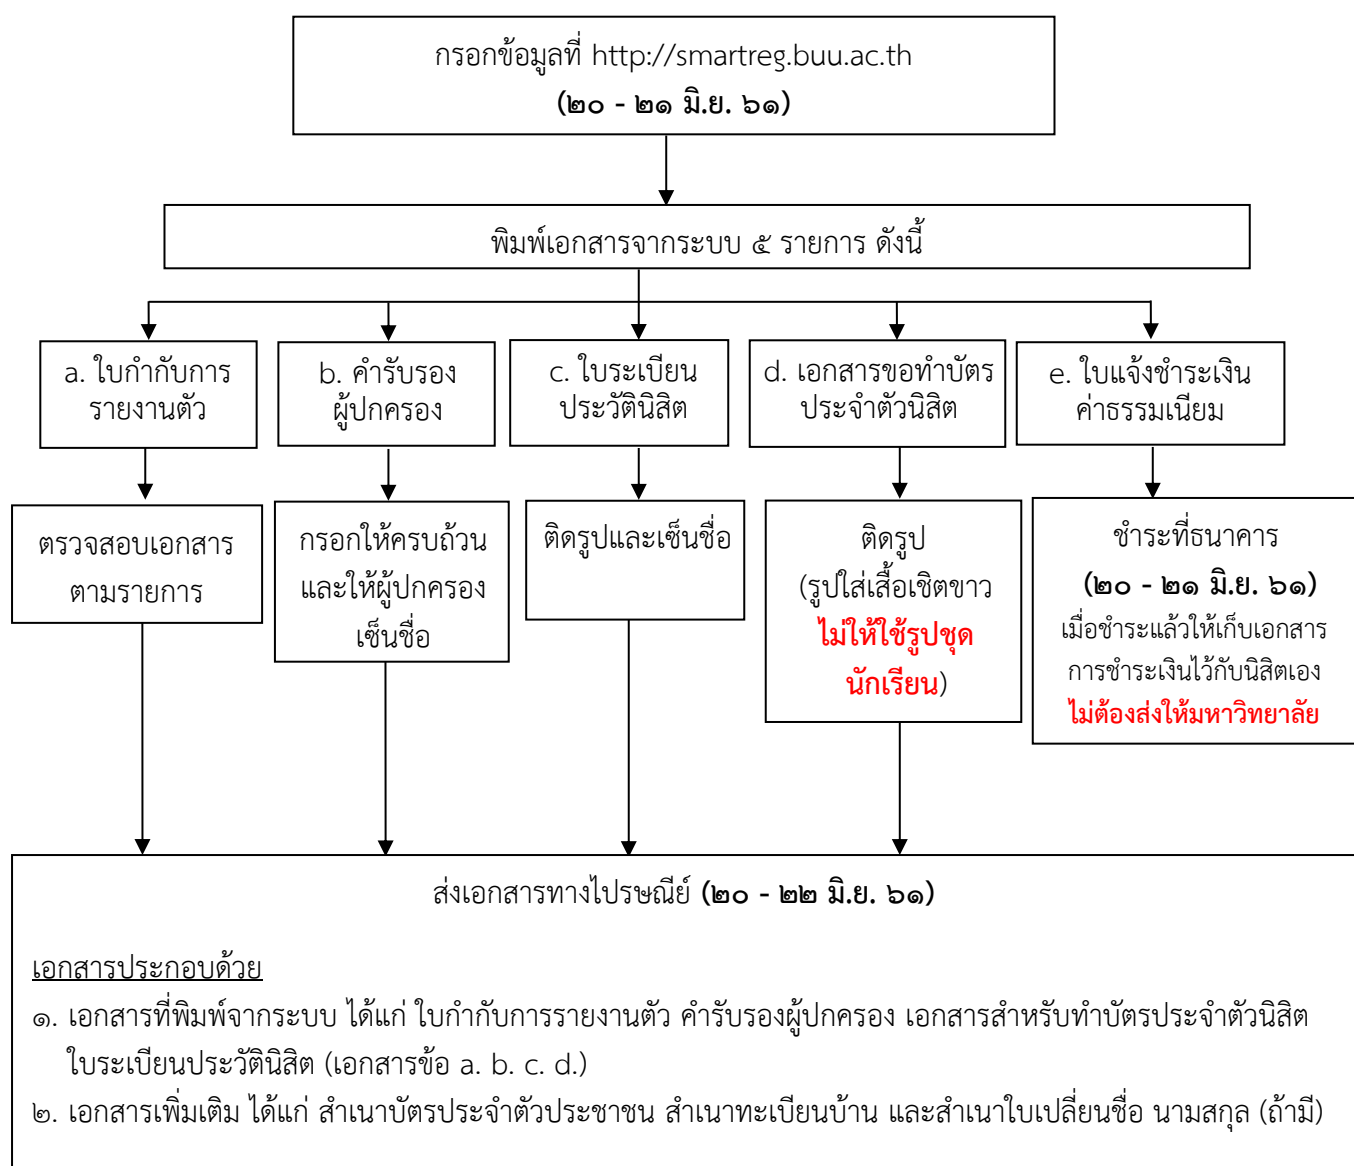 กรอกข้อมูลที่ http://smartreg.buu.ac.th
(๒๐ - ๒๑ มิ.ย. ๖๑)
พิมพ์เอกสารจากระบบ ๕ รายการ ดังนี้
a. ใบกำกับการ
รายงานตัว
b. คำรับรอง
ผู้ปกครอง
c. ใบระเบียน
ประวัตินิสิต
d. เอกสารขอทำบัตร
ประจำตัวนิสิต
e. ใบแจ้งชำระเงิน
ค่าธรรมเนียม
ตรวจสอบเอกสาร
ตามรายการ
กรอกให้ครบถ้วน
และให้ผู้ปกครอง
เซ็นชื่อ
ติดรูปและเซ็นชื่อ
ติดรูป
(รูปใส่เสื้อเชิตขาว
ไม่ให้ใช้รูปชุด
นักเรียน)
ชำระที่ธนาคาร
(๒๐ - ๒๑ มิ.ย. ๖๑)
เมื่อชำระแล้วให้เก็บเอกสาร
การชำระเงินไว้กับนิสิตเอง
ไม่ต้องส่งให้มหาวิทยาลัย
ส่งเอกสารทางไปรษณีย์ (๒๐ - ๒๒ มิ.ย. ๖๑)
เอกสารประกอบด้วย
๑. เอกสารที่พิมพ์จากระบบ ได้แก่ ใบกำกับการรายงานตัว คำรับรองผู้ปกครอง เอกสารสำหรับทำบัตรประจำตัวนิสิต
ใบระเบียนประวัตินิสิต (เอกสารข้อ a. b. c. d.)
๒. เอกสารเพิ่มเติม ได้แก่ สำเนาบัตรประจำตัวประชาชน สำเนาทะเบียนบ้าน และสำเนาใบเปลี่ยนชื่อ นามสกุล (ถ้ามี)